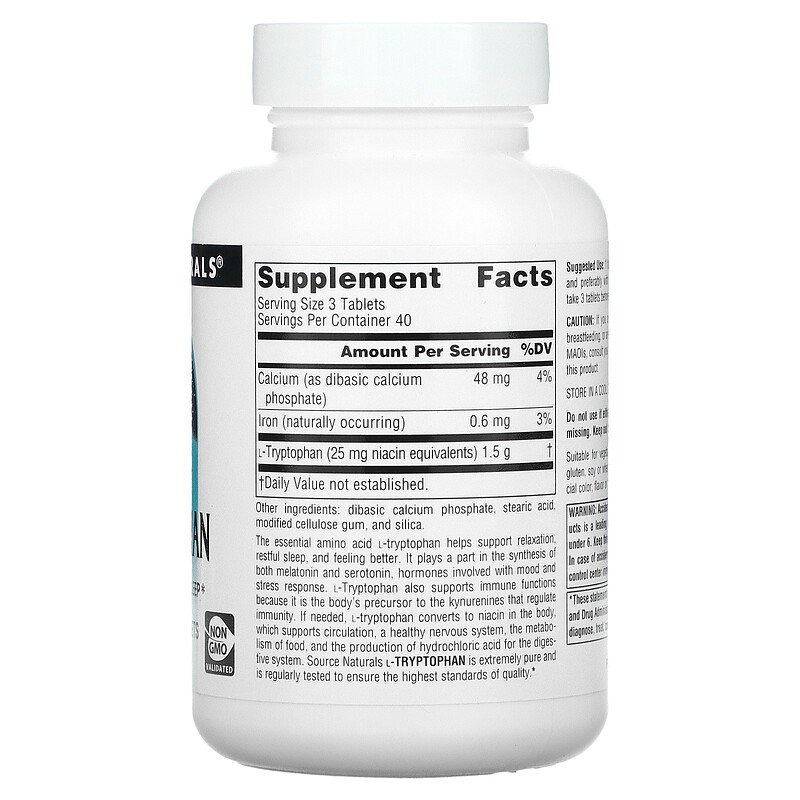 RALS®
AN
EP*
TS
NON
GMO
VALIDATED
Supplement Facts
Serving Size 3 Tablets
Servings Per Container 40
Amount Per Serving %DV
Calcium (as dibasic calcium 48 mg 4%
phosphate)
Iron (naturally occurring) 0.6 mg 3%
L-Tryptophan (25 mg niacin equivalents) 1.5 g †
†Daily Value not established.
Other ingredients: dibasic calcium phosphate, stearic acid,
modified cellulose gum, and silica.
The essential amino acid L-tryptophan helps support relaxation,
restful sleep, and feeling better. It plays a part in the synthesis of
both melatonin and serotonin, hormones involved with mood and
stress response. L-Tryptophan also supports immune functions
because it is the body's precursor to the kynurenines that regulate
immunity. If needed, L-tryptophan converts to niacin in the body,
which supports circulation, a healthy nervous system, the metabo-
lism of food, and the production of hydrochloric acid for the diges-
tive system. Source Naturals L-TRYPTOPHAN is extremely pure and
is regularly tested to ensure the highest standards of quality.*
Suggested Use:
and preferably with
take 3 tablets
CAUTION: If you
breastfeeding, or
MAOIs, consult
this product.
STORE IN A COOL,
Do not use if
missing. Keep
Suitable for
gluten, soy or
cial color, flavor
WARNING:
ucts is a leading
under 6. Keep
In case of
control center
*These
and Drug
diagnose, treat,